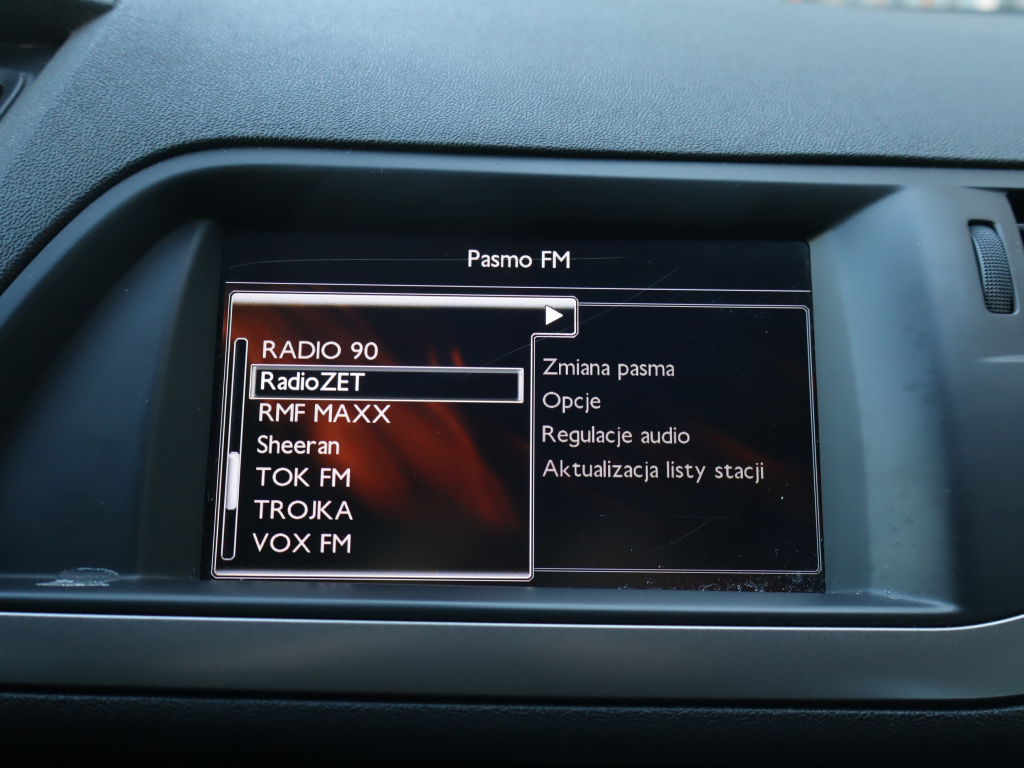 Pasmo FM
RADIO 90
RadioZET
RMF MAXX
Sheeran
TOK FM
TROJKA
VOX FM
Zmiana pasma
Opcje
Regulacje audio
Aktualizacja listy stacji